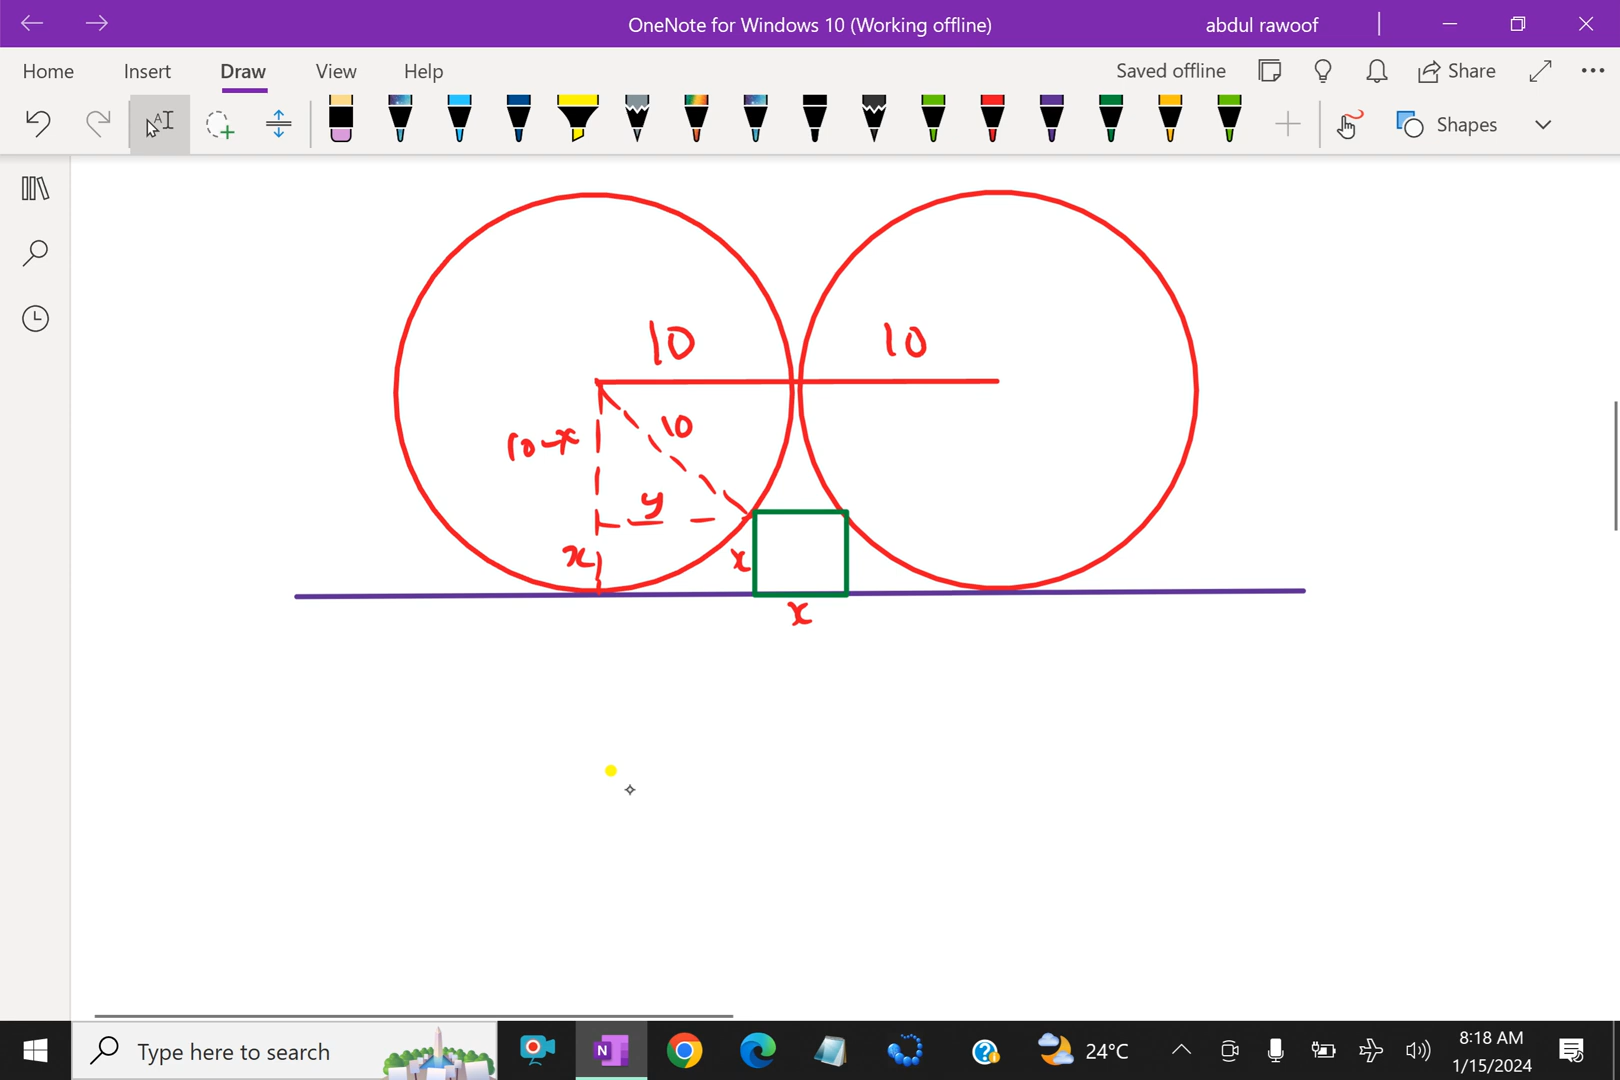 OneNote for Windows 10 (Working offline)
abdul rawoof
Home
Insert
Draw
View
Help
Saved offline
Share
Shapes
10
10
10-x
10
y
x
x
x
Type here to search
24°C
8:18 AM
1/15/2024